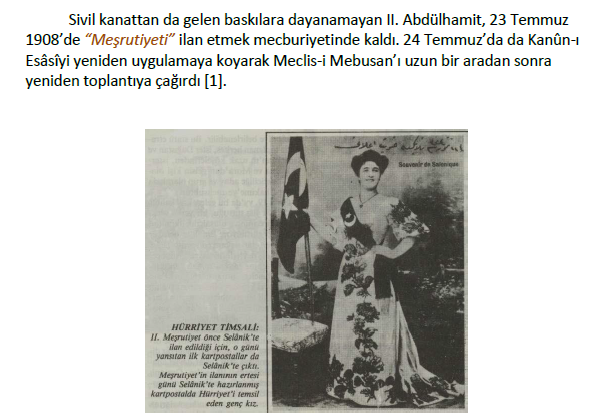 Sivil kanattan da gelen baskılara dayanamayan II. Abdülhamit, 23 Temmuz
1908’de “Meşrutiyeti” ilan etmek mecburiyetinde kaldı. 24 Temmuz’da da Kanûn-ı
Esâsîyi yeniden uygulamaya koyarak Meclis-i Mebusan’ı uzun bir aradan sonra
yeniden toplantıya çağırdı [1].
Souvenir de Salonique
HÜRRİYET TİMSALİ:
II. Meşrutiyet önce Selânik'te
ilan edildiği için, o günü
yansıtan ilk kartpostallar da
Selânik'te çıktı.
Meşrutiyet'in ilanının ertesi
günü Selânik'te hazırlanmış
kartpostalda Hürriyet'i temsil
eden genç kız.